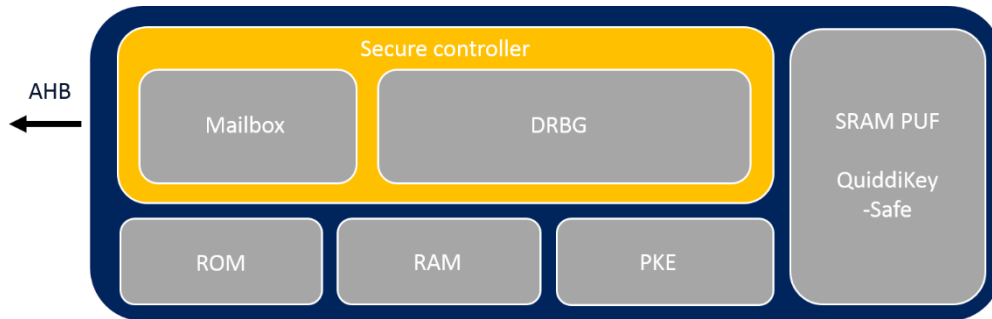 Secure controller
AHB
Mailbox
DRBG
SRAM PUF
QuiddiKey
-Safe
ROM
RAM
PKE